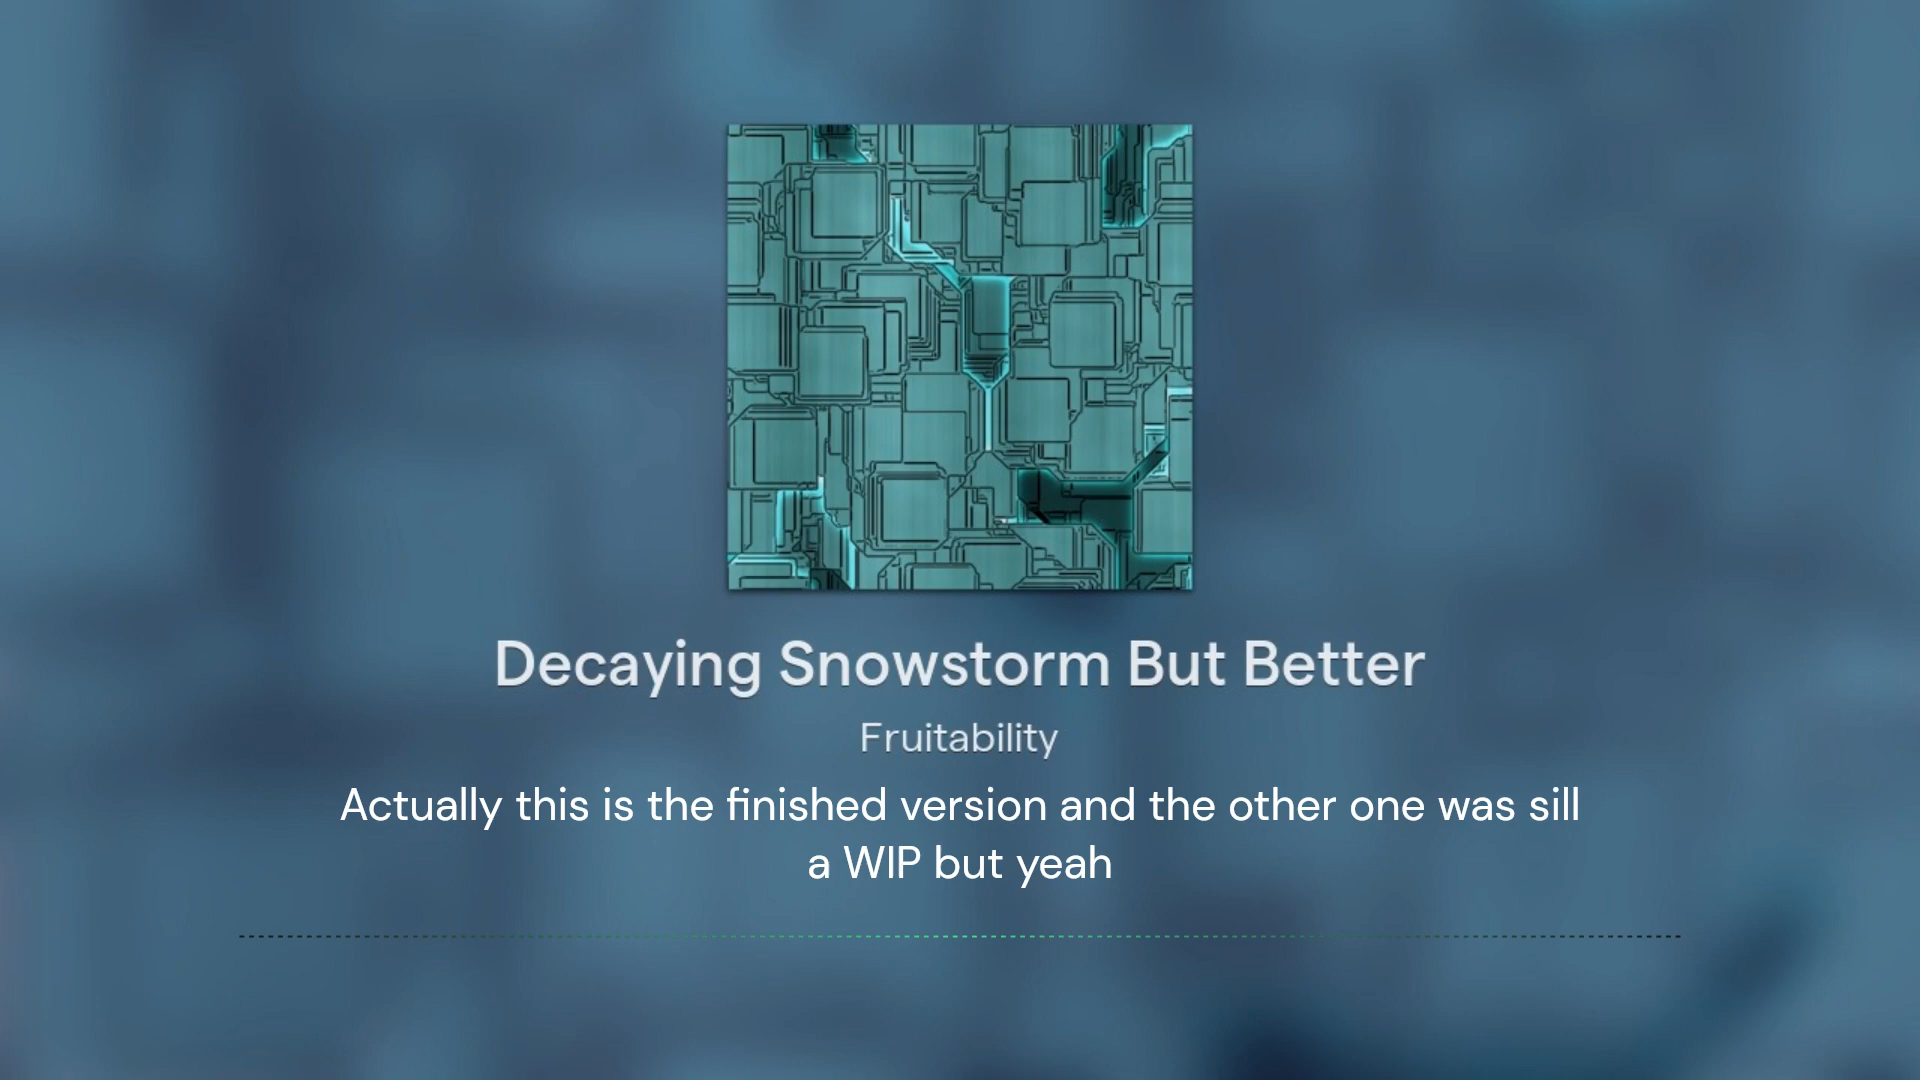 Decaying Snowstorm But Better
Fruitability
Actually this is the finished version and the other one was sill
a WIP but yeah